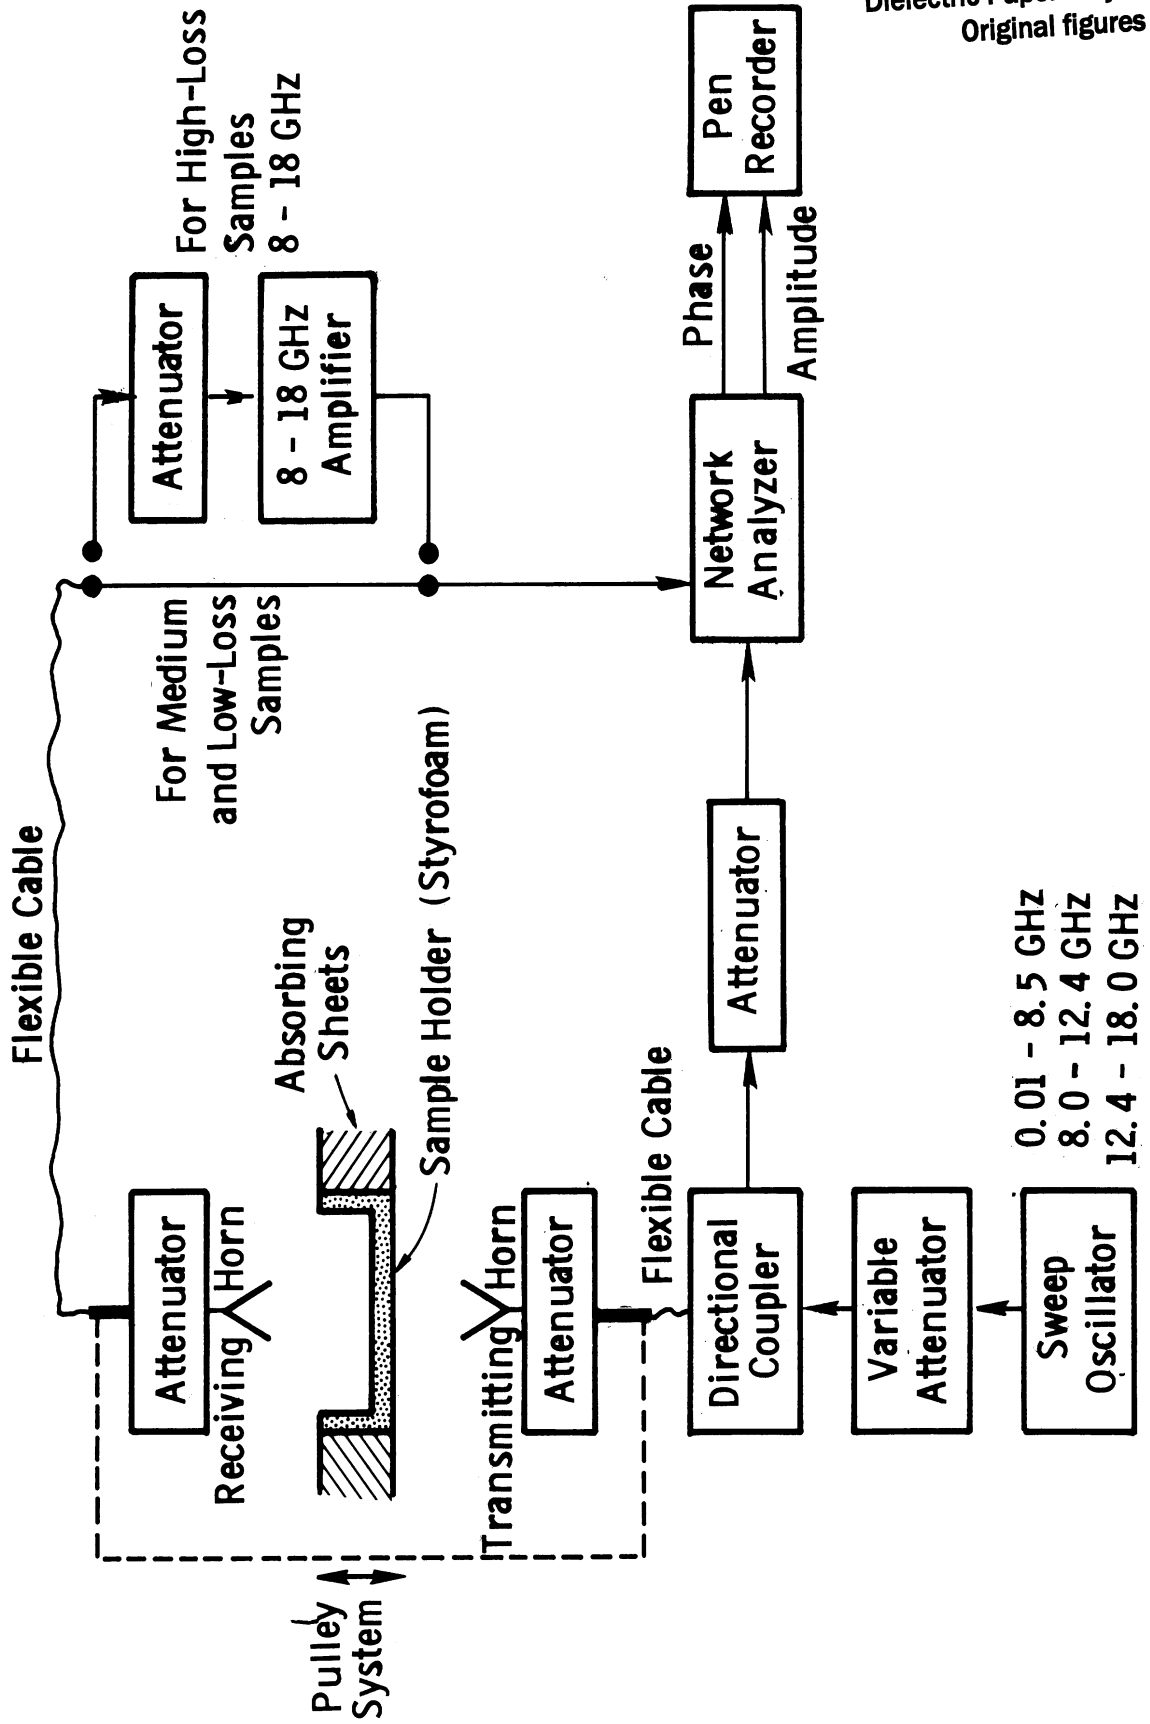 Original figures
Flexible Cable
For High-Loss
Samples
8 - 18 GHz
Attenuator
8 - 18 GHz
Amplifier
For Medium
and Low-Loss
Samples
Attenuator
Receiving Horn
Absorbing
Sheets
Sample Holder (Styrofoam)
Pulley
System
Transmitting Horn
Attenuator
Flexible Cable
Directional
Coupler
Attenuator
Network
Analyzer
Phase
Amplitude
Pen
Recorder
Variable
Attenuator
Sweep
Oscillator
0.01 - 8.5 GHz
8.0 - 12.4 GHz
12.4 - 18.0 GHz